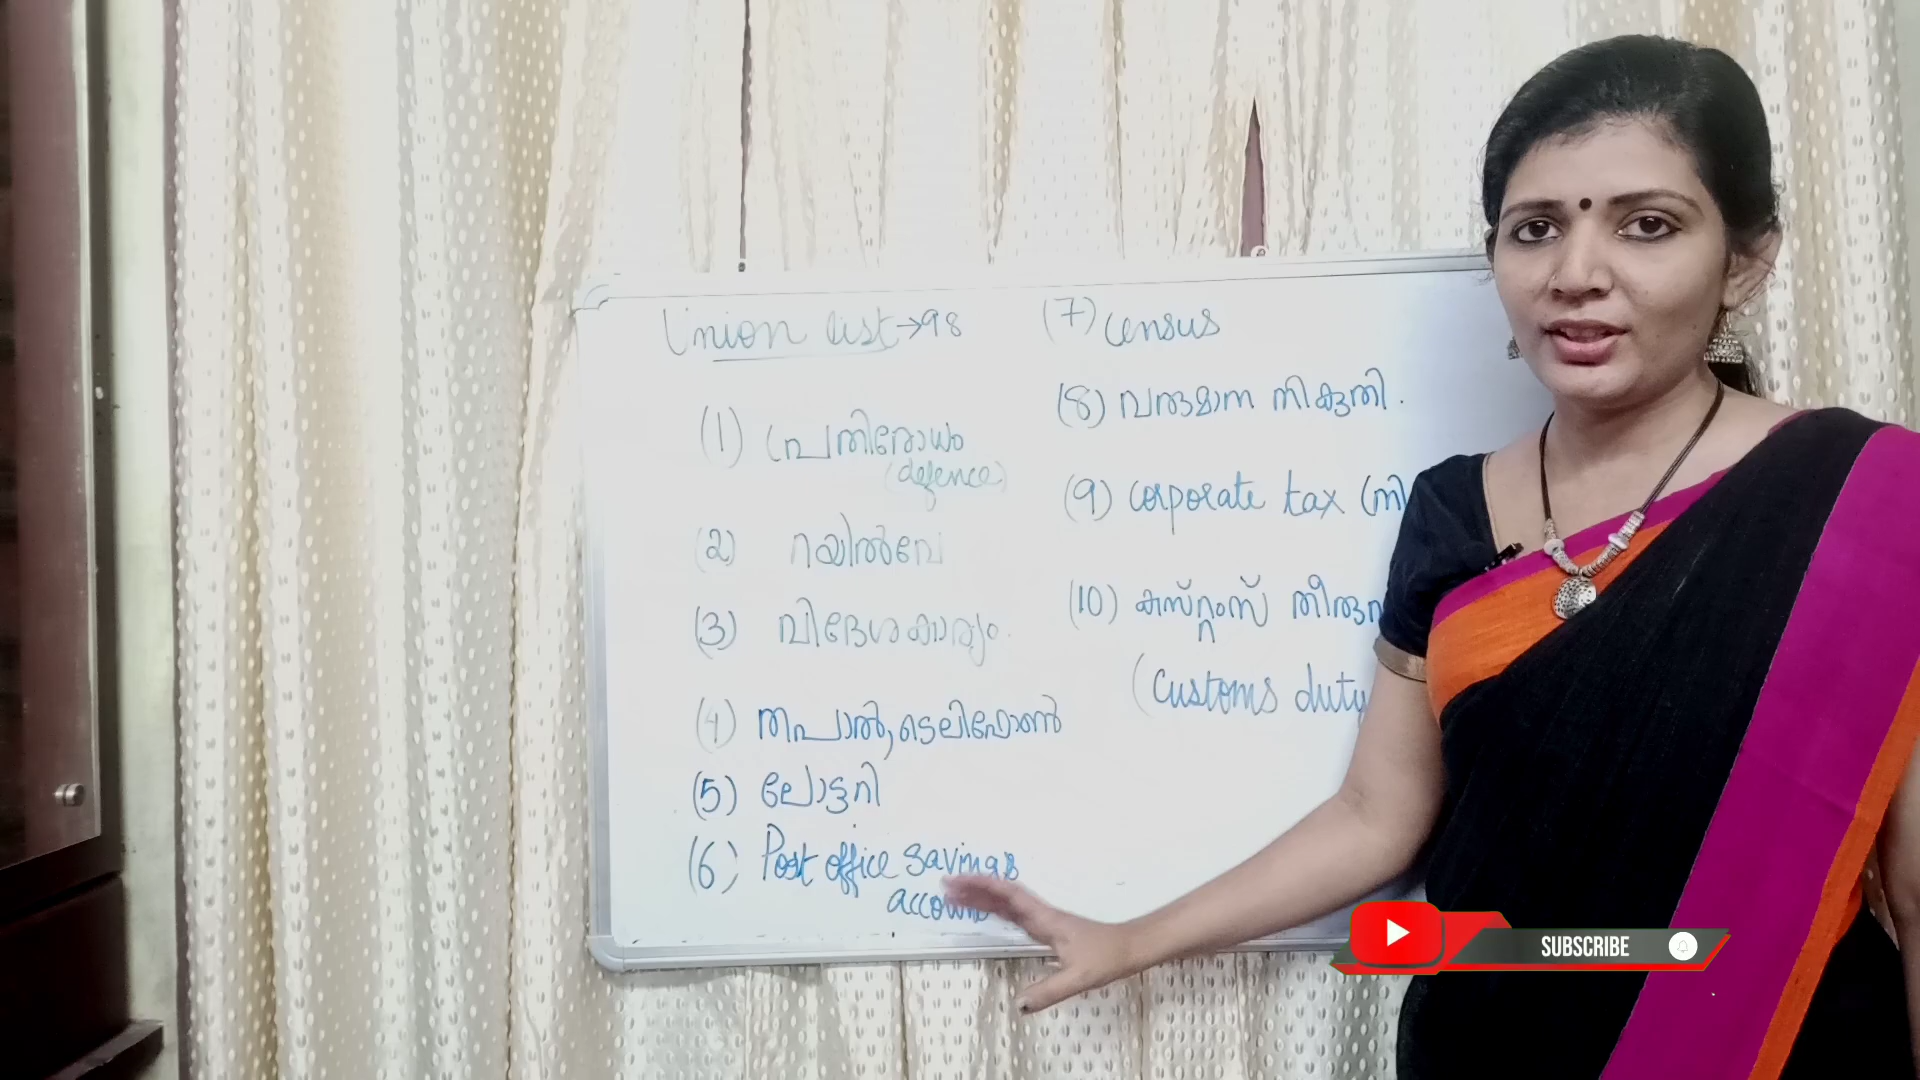 Union List → 98
(1) പ്രതിരോധം
(defence)
(2) റയിൽവേ
(3) വിദേശകാര്യം.
(4) തപാൽ, ടെലിഫോൺ
(5) ലോട്ടറി
(6) Post office savings
account
(7) Census
(8) വരുമാന നികുതി.
(9) Corporate tax (നി
(10) കസ്റ്റംസ് തീരുവ
(Customs duty
SUBSCRIBE